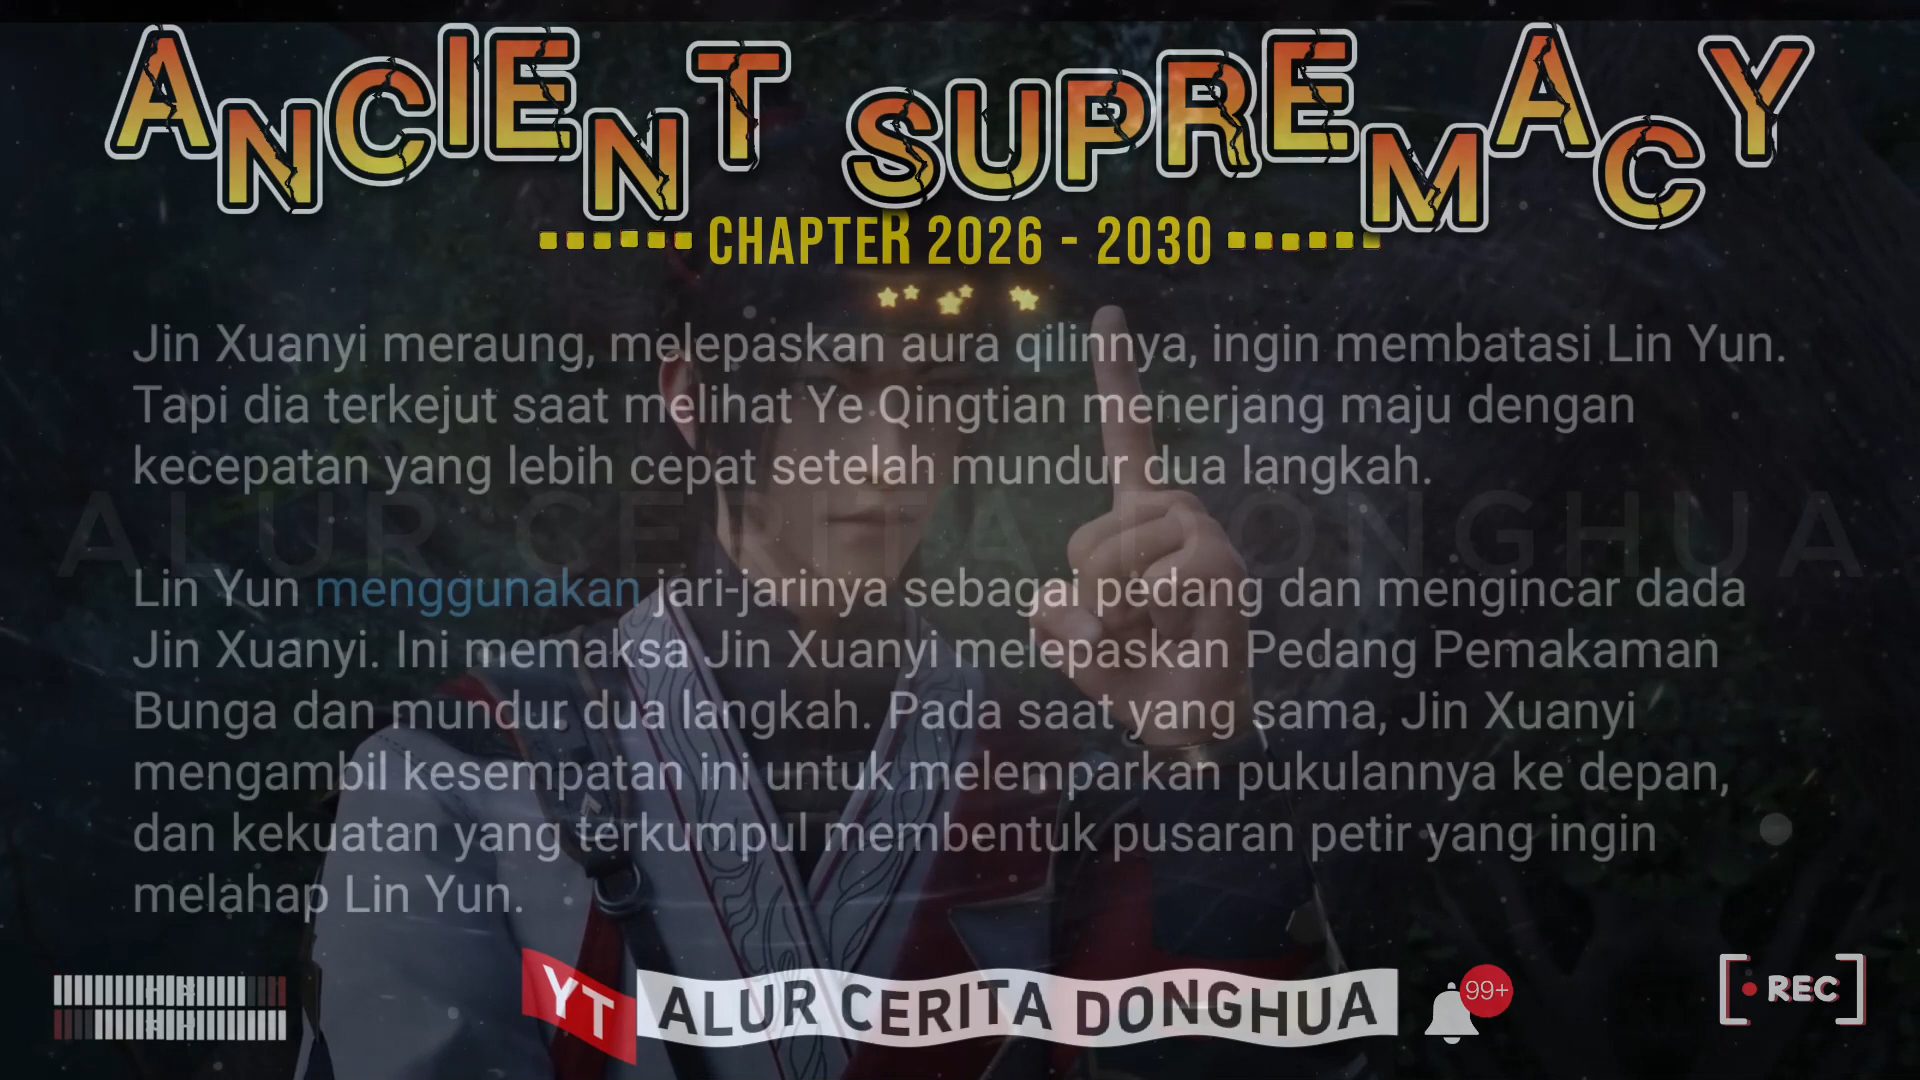 ANCIENT SUPREMACY
CHAPTER 2026 - 2030
Jin Xuanyi meraung, melepaskan aura qilinnya, ingin membatasi Lin Yun.
Tapi dia terkejut saat melihat Ye Qingtian menerjang maju dengan
kecepatan yang lebih cepat setelah mundur dua langkah.
ALUR CERITA DONGHUA
Lin Yun menggunakan jari-jarinya sebagai pedang dan mengincar dada
Jin Xuanyi. Ini memaksa Jin Xuanyi melepaskan Pedang Pemakaman
Bunga dan mundur dua langkah. Pada saat yang sama, Jin Xuanyi
mengambil kesempatan ini untuk melemparkan pukulannya ke depan,
dan kekuatan yang terkumpul membentuk pusaran petir yang ingin
melahap Lin Yun.
YT ALUR CERITA DONGHUA
99+
REC